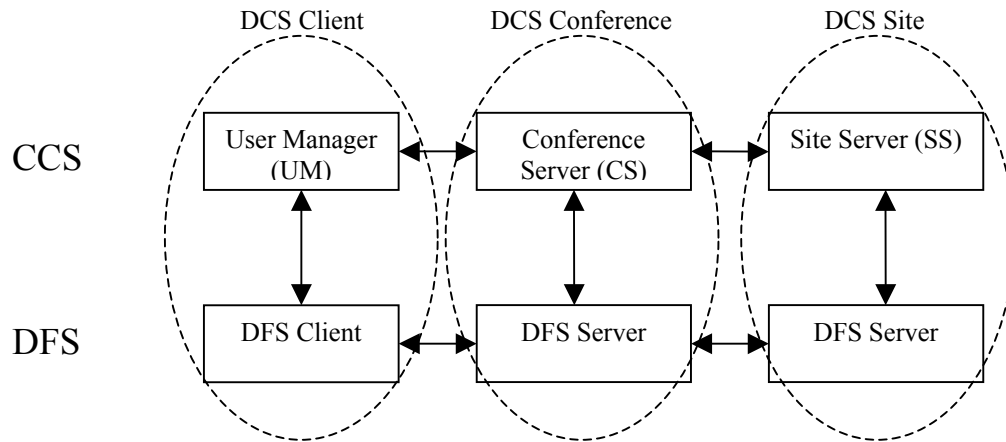 DCS Client
DCS Conference
DCS Site
CCS
User Manager
(UM)
Conference
Server (CS)
Site Server (SS)
DFS
DFS Client
DFS Server
DFS Server